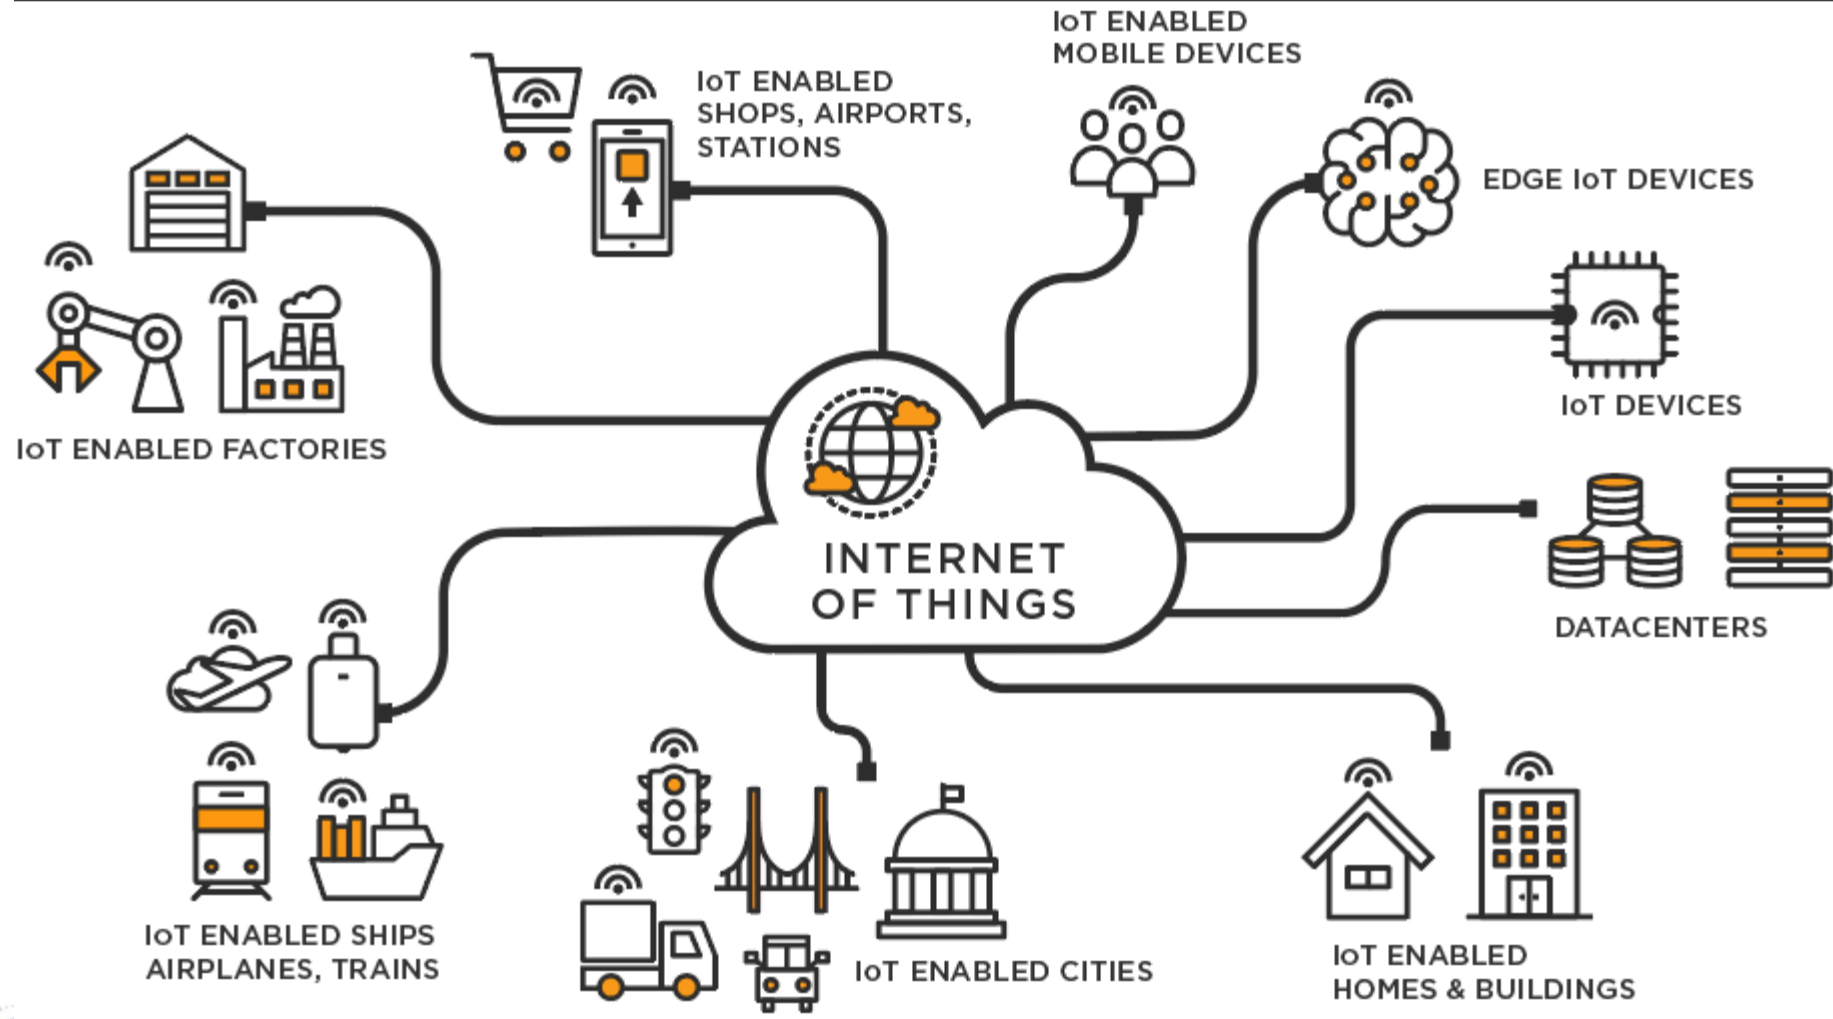 IoT ENABLED
MOBILE DEVICES
IoT ENABLED
SHOPS, AIRPORTS,
STATIONS
EDGE IoT DEVICES
IoT DEVICES
IoT ENABLED FACTORIES
INTERNET
OF THINGS
DATACENTERS
IoT ENABLED SHIPS
AIRPLANES, TRAINS
IoT ENABLED CITIES
IoT ENABLED
HOMES & BUILDINGS